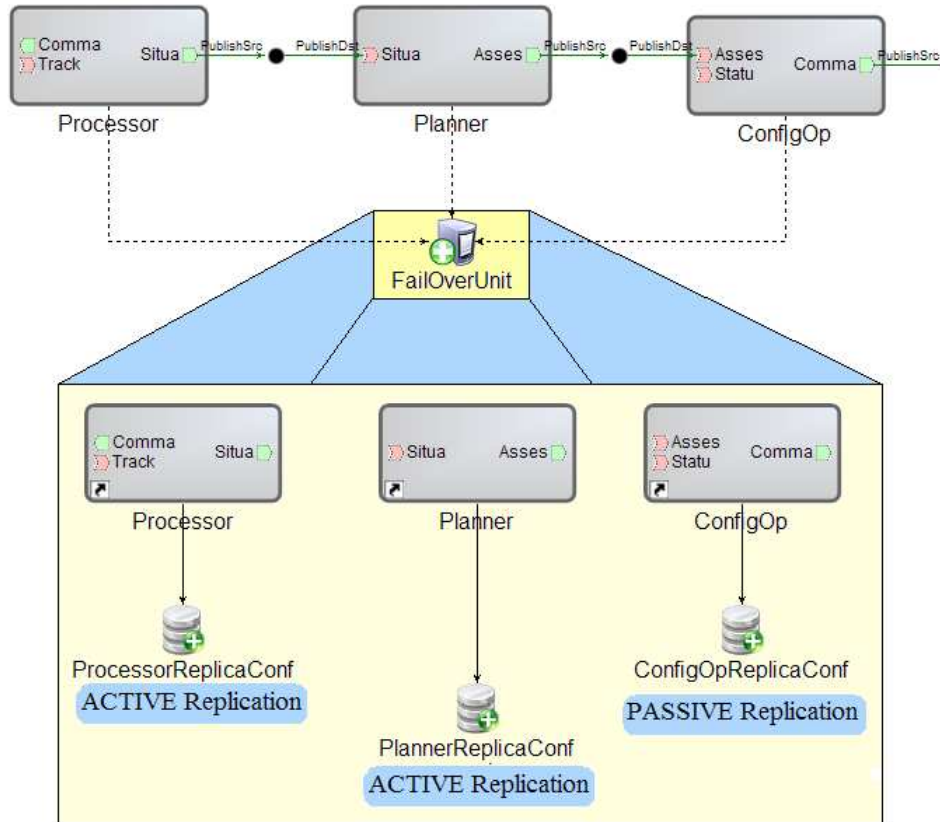 Comma
Track
Situa
PublishSrc
PublishDst
Situa
Asses
PublishSrc
PublishDst
Asses
Statu
Comma
PublishSrc
Processor
Planner
ConfigOp
FailOverUnit
Comma
Track
Situa
Situa
Asses
Asses
Statu
Comma
Processor
Planner
ConfigOp
ProcessorReplicaConf
ACTIVE Replication
PlannerReplicaConf
ACTIVE Replication
ConfigOpReplicaConf
PASSIVE Replication